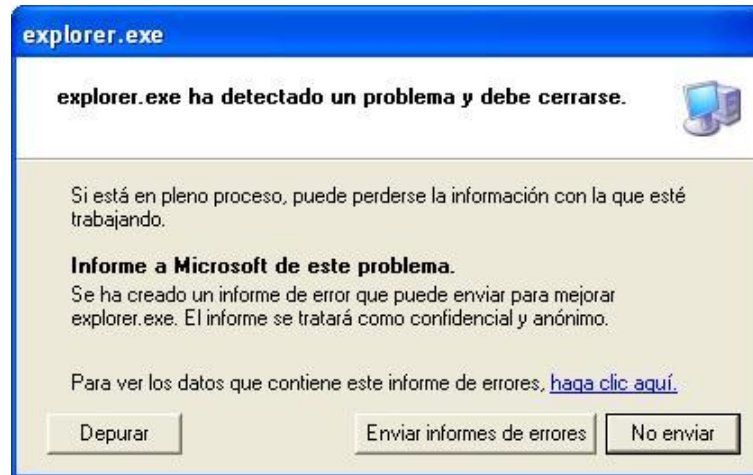 explorer.exe
explorer.exe ha detectado un problema y debe cerrarse.
Si está en pleno proceso, puede perderse la información con la que esté
trabajando.
Informe a Microsoft de este problema.
Se ha creado un informe de error que puede enviar para mejorar
explorer.exe. El informe se tratará como confidencial y anónimo.
Para ver los datos que contiene este informe de errores, haga clic aquí.
Depurar
Enviar informes de errores
No enviar